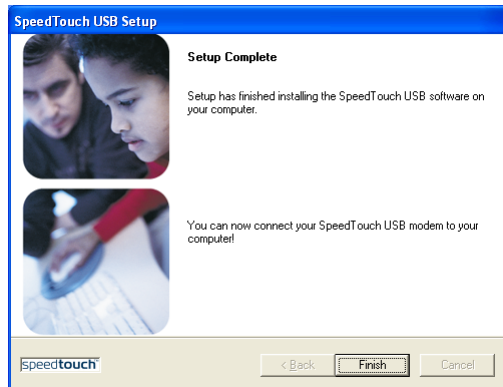 SpeedTouch USB Setup
Setup Complete
Setup has finished installing the SpeedTouch USB software on
your computer.
You can now connect your SpeedTouch USB modem to your
computer!
speedtouch™
< Back
Finish
Cancel